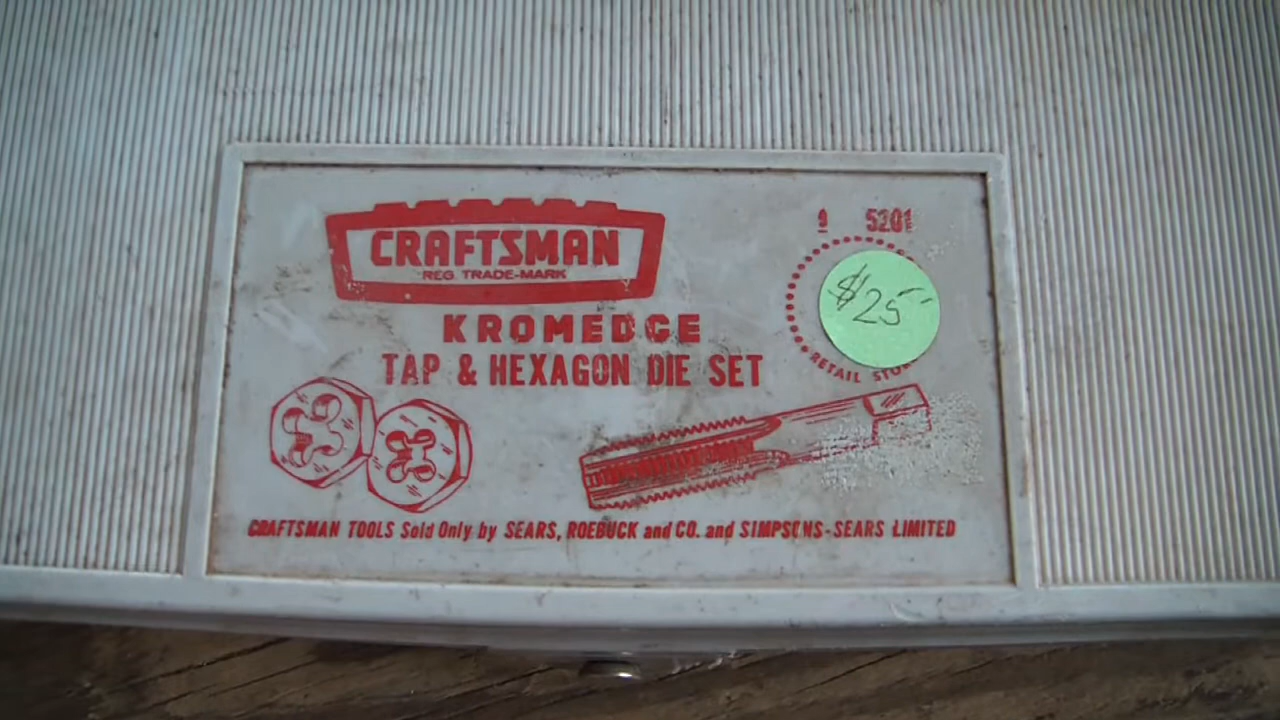 CRAFTSMAN
REG. TRADE-MARK
9 5201
$25
RETAIL
KROMEDGE
TAP & HEXAGON DIE SET
CRAFTSMAN TOOLS Sold Only by SEARS, ROEBUCK and CO. and SIMPSONS-SEARS LIMITED